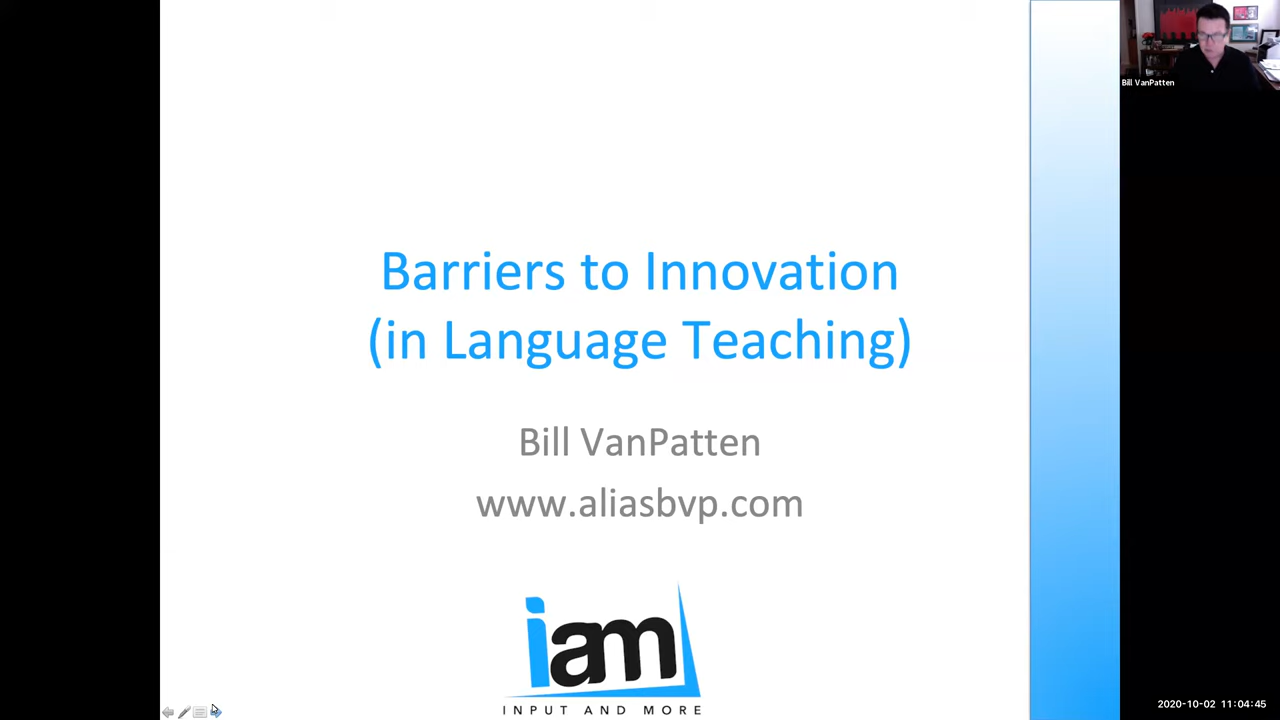 Barriers to Innovation
(in Language Teaching)
Bill VanPatten
www.aliasbvp.com
iam
INPUT AND MORE
Bill VanPatten
2020-10-02 11:04:45